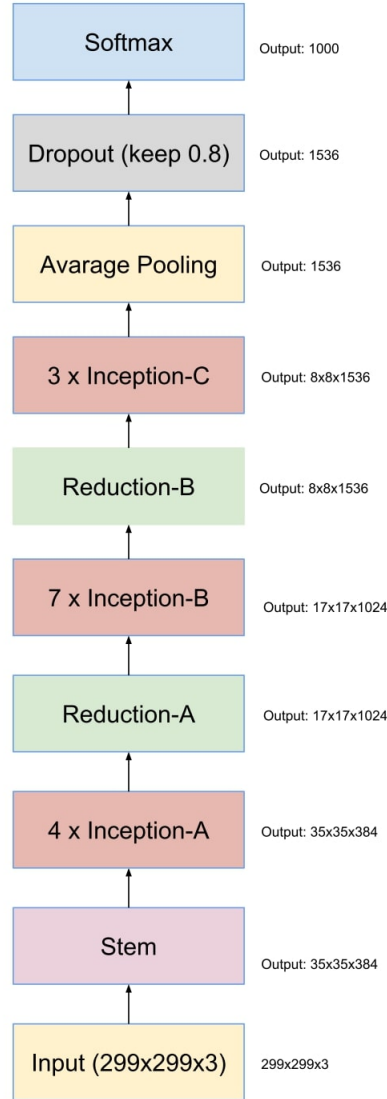 Softmax
Output: 1000
Dropout (keep 0.8)
Output: 1536
Avarage Pooling
Output: 1536
3 x Inception-C
Output: 8x8x1536
Reduction-B
Output: 8x8x1536
7 x Inception-B
Output: 17x17x1024
Reduction-A
Output: 17x17x1024
4 x Inception-A
Output: 35x35x384
Stem
Output: 35x35x384
Input (299x299x3)
299x299x3